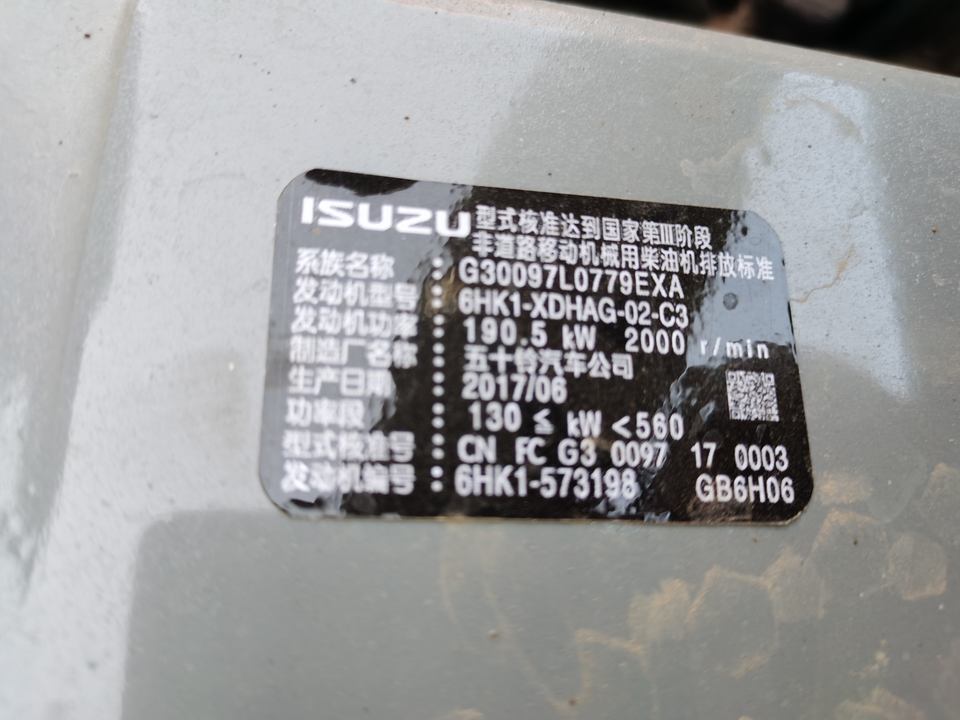 ISUZU 型式核准达到国家第Ⅲ阶段
非道路移动机械用柴油机排放标准
系族名称 : G30097L0779EXA
发动机型号 : 6HK1-XDHAG-02-C3
发动机功率 : 190.5 kW 2000 r/min
制造厂名称 : 五十铃汽车公司
生产日期 : 2017/06
功率段 : 130 ≤ kW <560
型式核准号 : CN FC G3 0097 17 0003
发动机编号 : 6HK1-573198 GB6H06